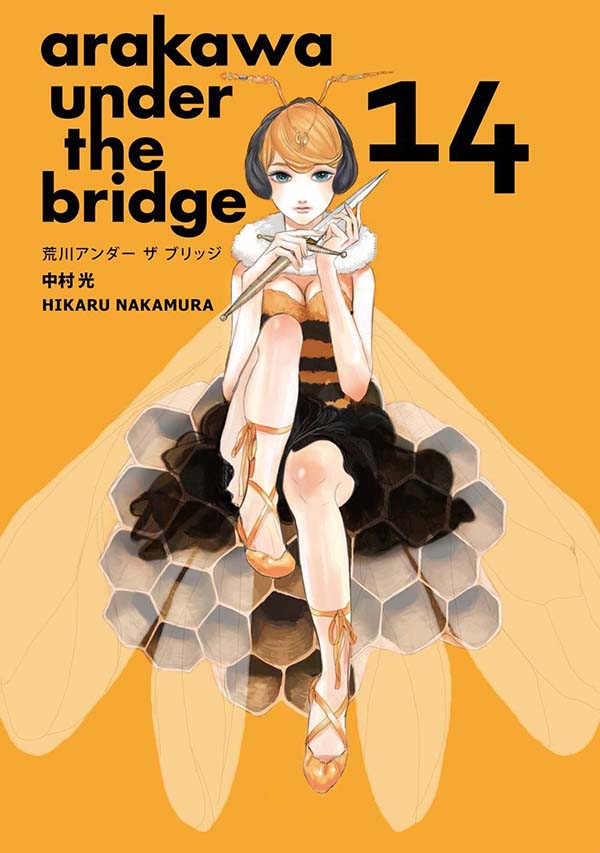 arakawa
under
the
bridge
14
荒川アンダー ザ ブリッジ
中村 光
HIKARU NAKAMURA